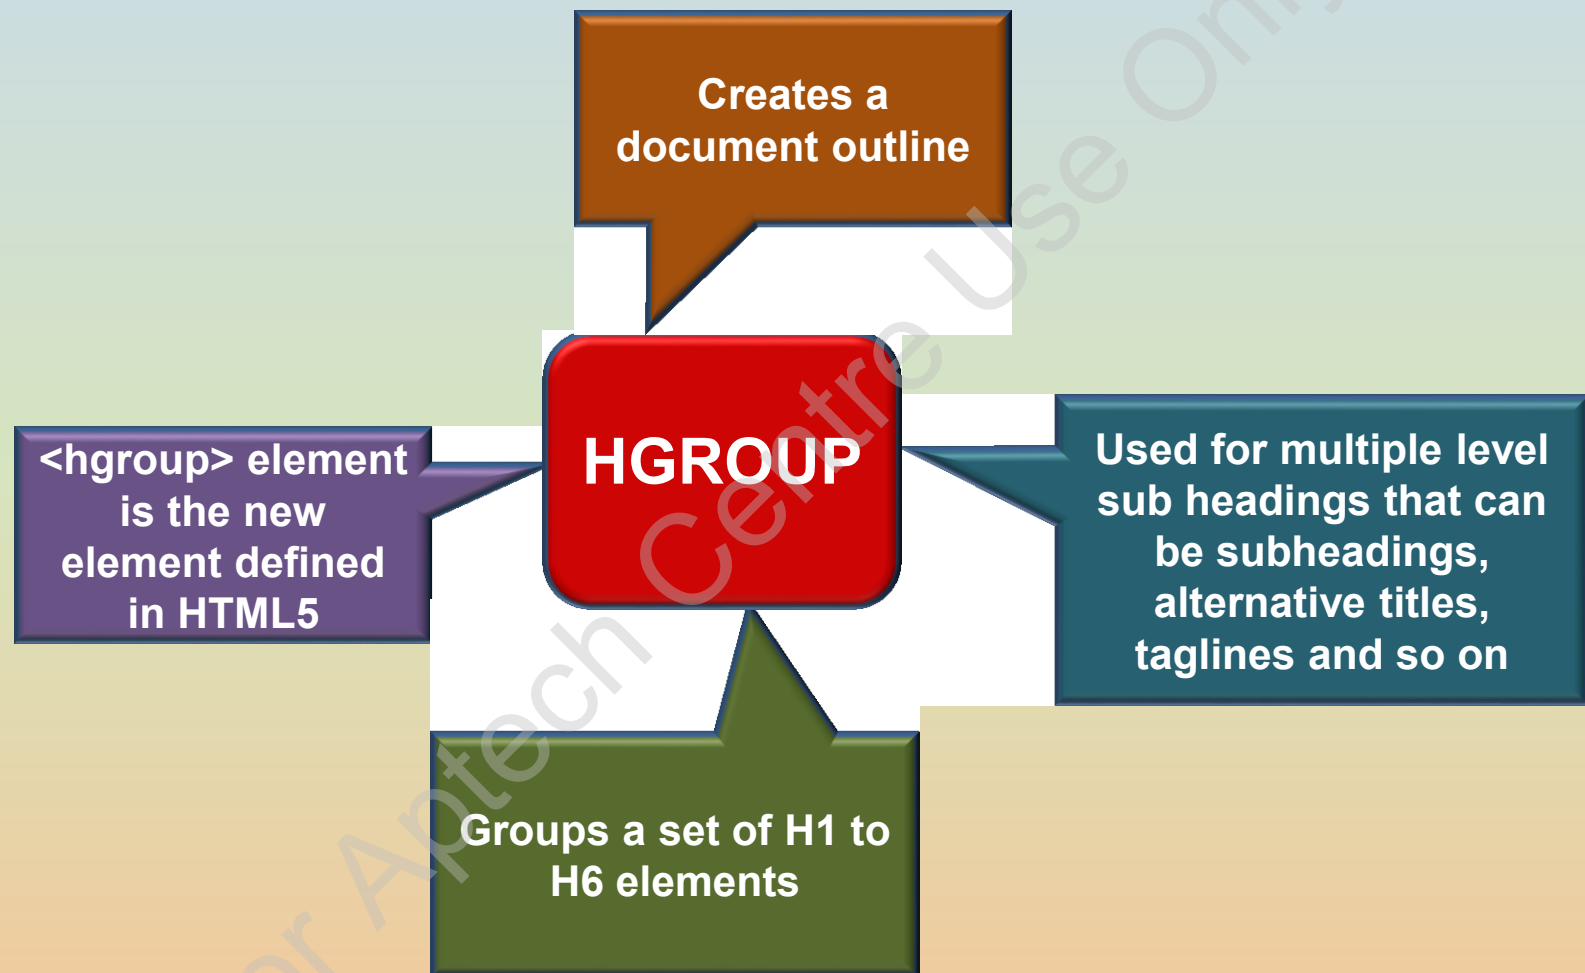 Creates a
document outline
HGROUP
<hgroup> element
is the new
element defined
in HTML5
Used for multiple level
sub headings that can
be subheadings,
alternative titles,
taglines and so on
Groups a set of H1 to
H6 elements
Aptech Centre Use Only